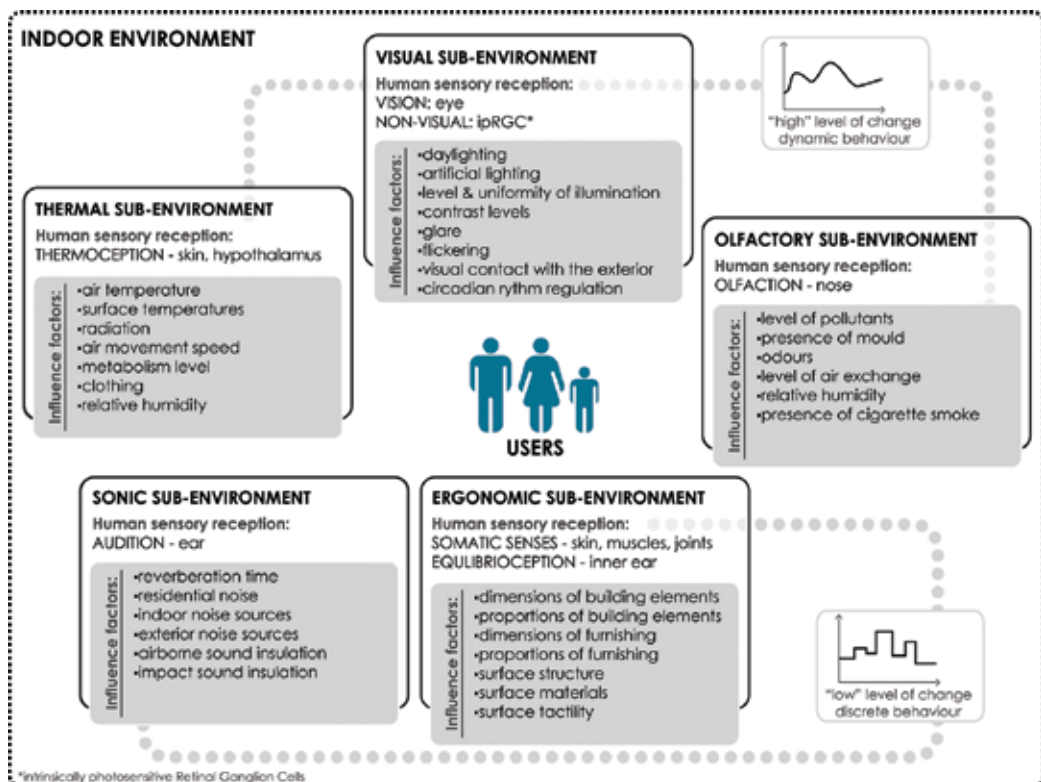 INDOOR ENVIRONMENT
VISUAL SUB-ENVIRONMENT
Human sensory reception:
VISION: eye
NON-VISUAL: ipRGC*
Influence factors:
•daylighting
•artificial lighting
•level & uniformity of illumination
•contrast levels
•glare
•flickering
•visual contact with the exterior
•circadian rythm regulation
"high" level of change
dynamic behaviour
THERMAL SUB-ENVIRONMENT
Human sensory reception:
THERMOCEPTION - skin, hypothalamus
Influence factors:
•air temperature
•surface temperatures
•radiation
•air movement speed
•metabolism level
•clothing
•relative humidity
OLFACTORY SUB-ENVIRONMENT
Human sensory reception:
OLFACTION - nose
Influence factors:
•level of pollutants
•presence of mould
•odours
•level of air exchange
•relative humidity
•presence of cigarette smoke
USERS
SONIC SUB-ENVIRONMENT
Human sensory reception:
AUDITION - ear
Influence factors:
•reverberation time
•residential noise
•indoor noise sources
•exterior noise sources
•airborne sound insulation
•impact sound insulation
ERGONOMIC SUB-ENVIRONMENT
Human sensory reception:
SOMATIC SENSES - skin, muscles, joints
EQULIBRIOCEPTION - inner ear
Influence factors:
•dimensions of building elements
•proportions of building elements
•dimensions of furnishing
•proportions of furnishing
•surface structure
•surface materials
•surface tactility
"low" level of change
discrete behaviour
*intrinsically photosensitive Retinal Ganglion Cells